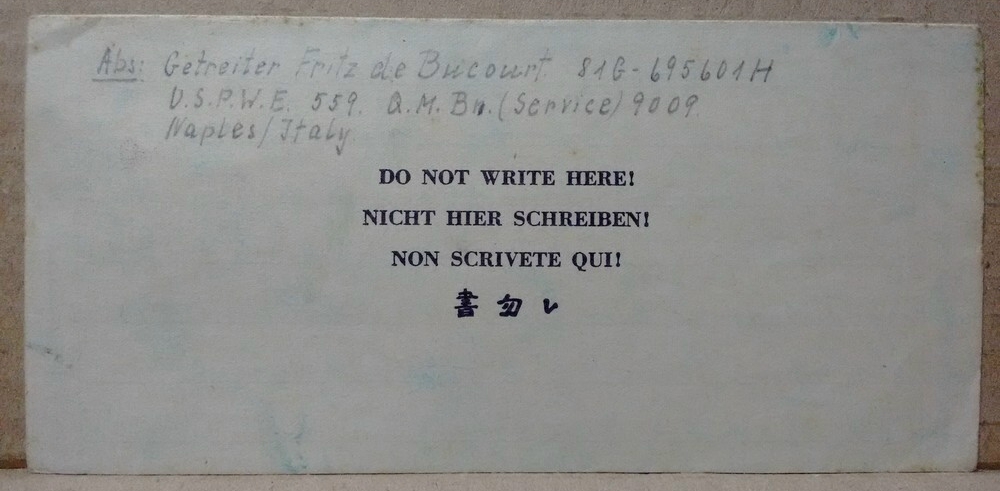 Abs: Getreiter Fritz de Bucourt. 81G-695601H
U.S.P.W.E. 559. Q.M. Bn. (Service) 9009.
Naples/Italy.
DO NOT WRITE HERE!
NICHT HIER SCHREIBEN!
NON SCRIVETE QUI!
書勿レ